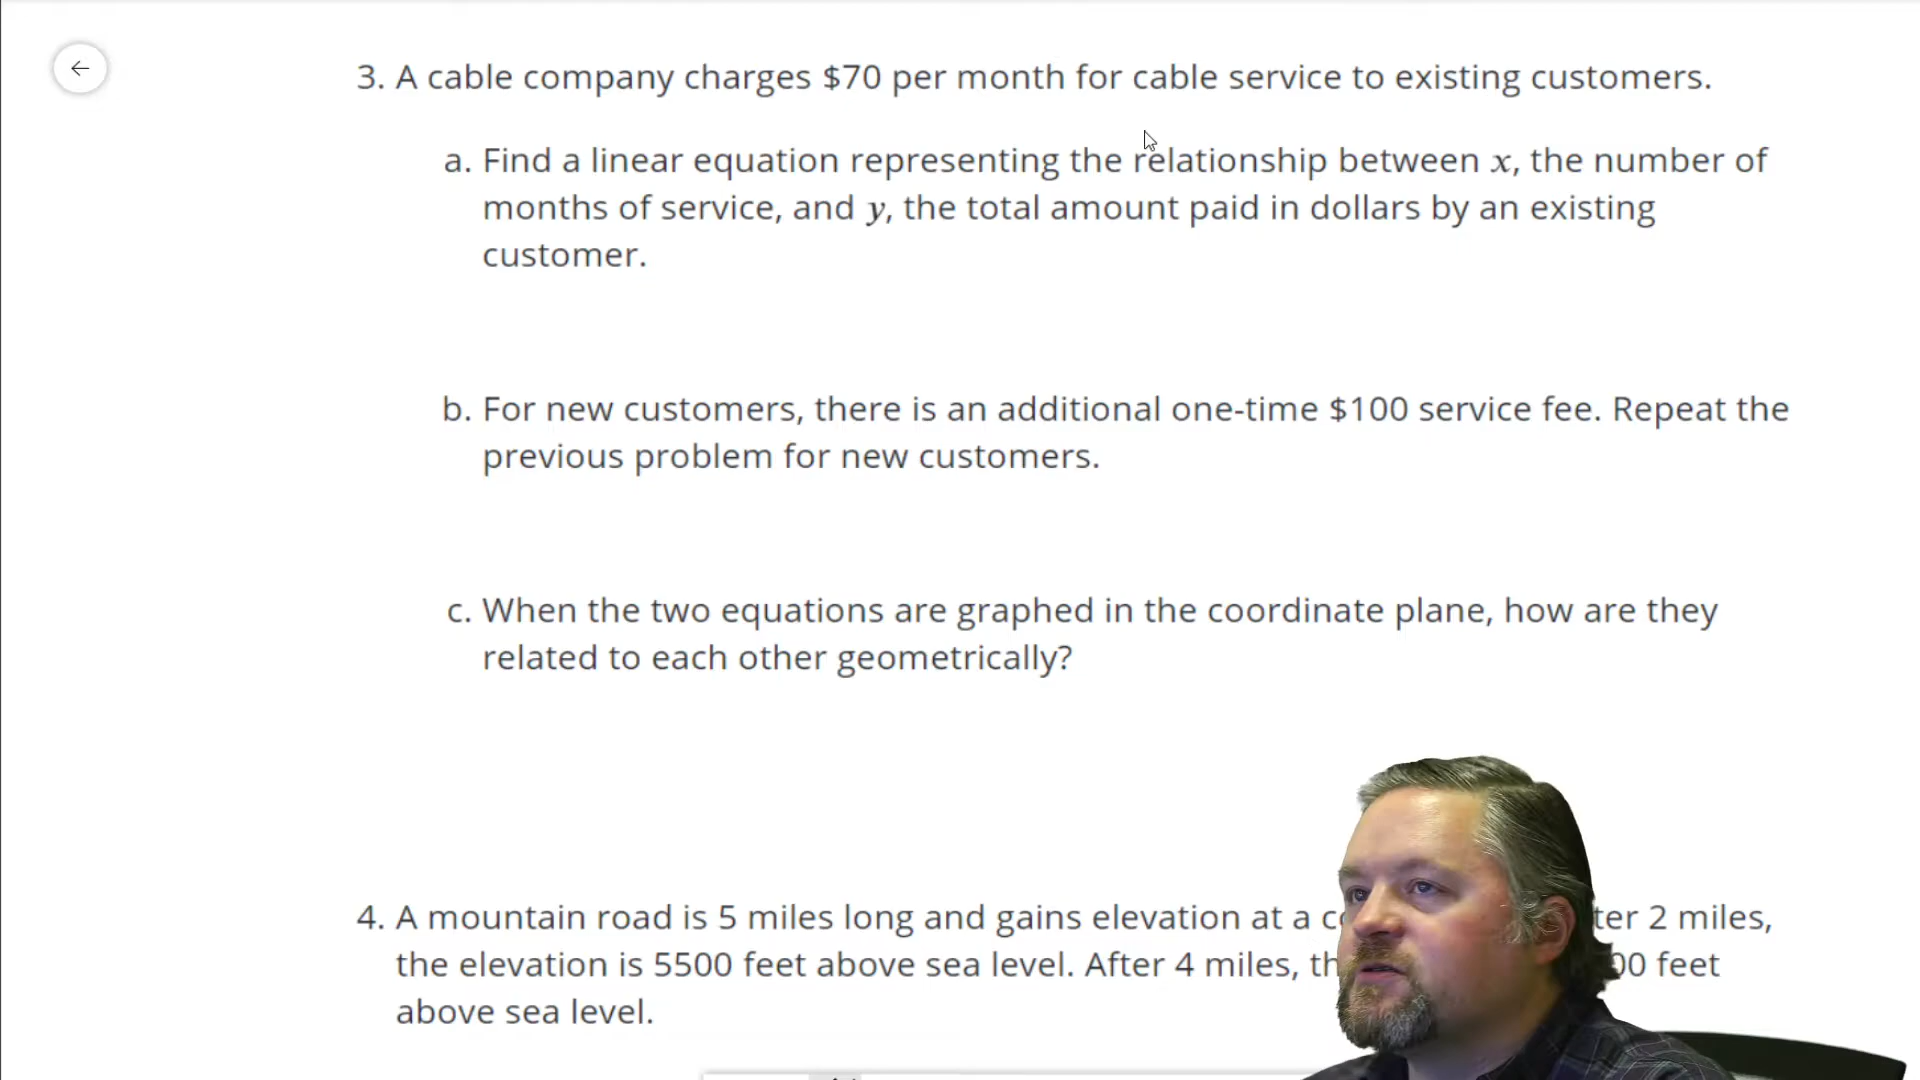 3. A cable company charges $70 per month for cable service to existing customers.
a. Find a linear equation representing the relationship between x, the number of
months of service, and y, the total amount paid in dollars by an existing
customer.
b. For new customers, there is an additional one-time $100 service fee. Repeat the
previous problem for new customers.
c. When the two equations are graphed in the coordinate plane, how are they
related to each other geometrically?
4. A mountain road is 5 miles long and gains elevation at a 2 miles,
the elevation is 5500 feet above sea level. After 4 miles, feet
above sea level.